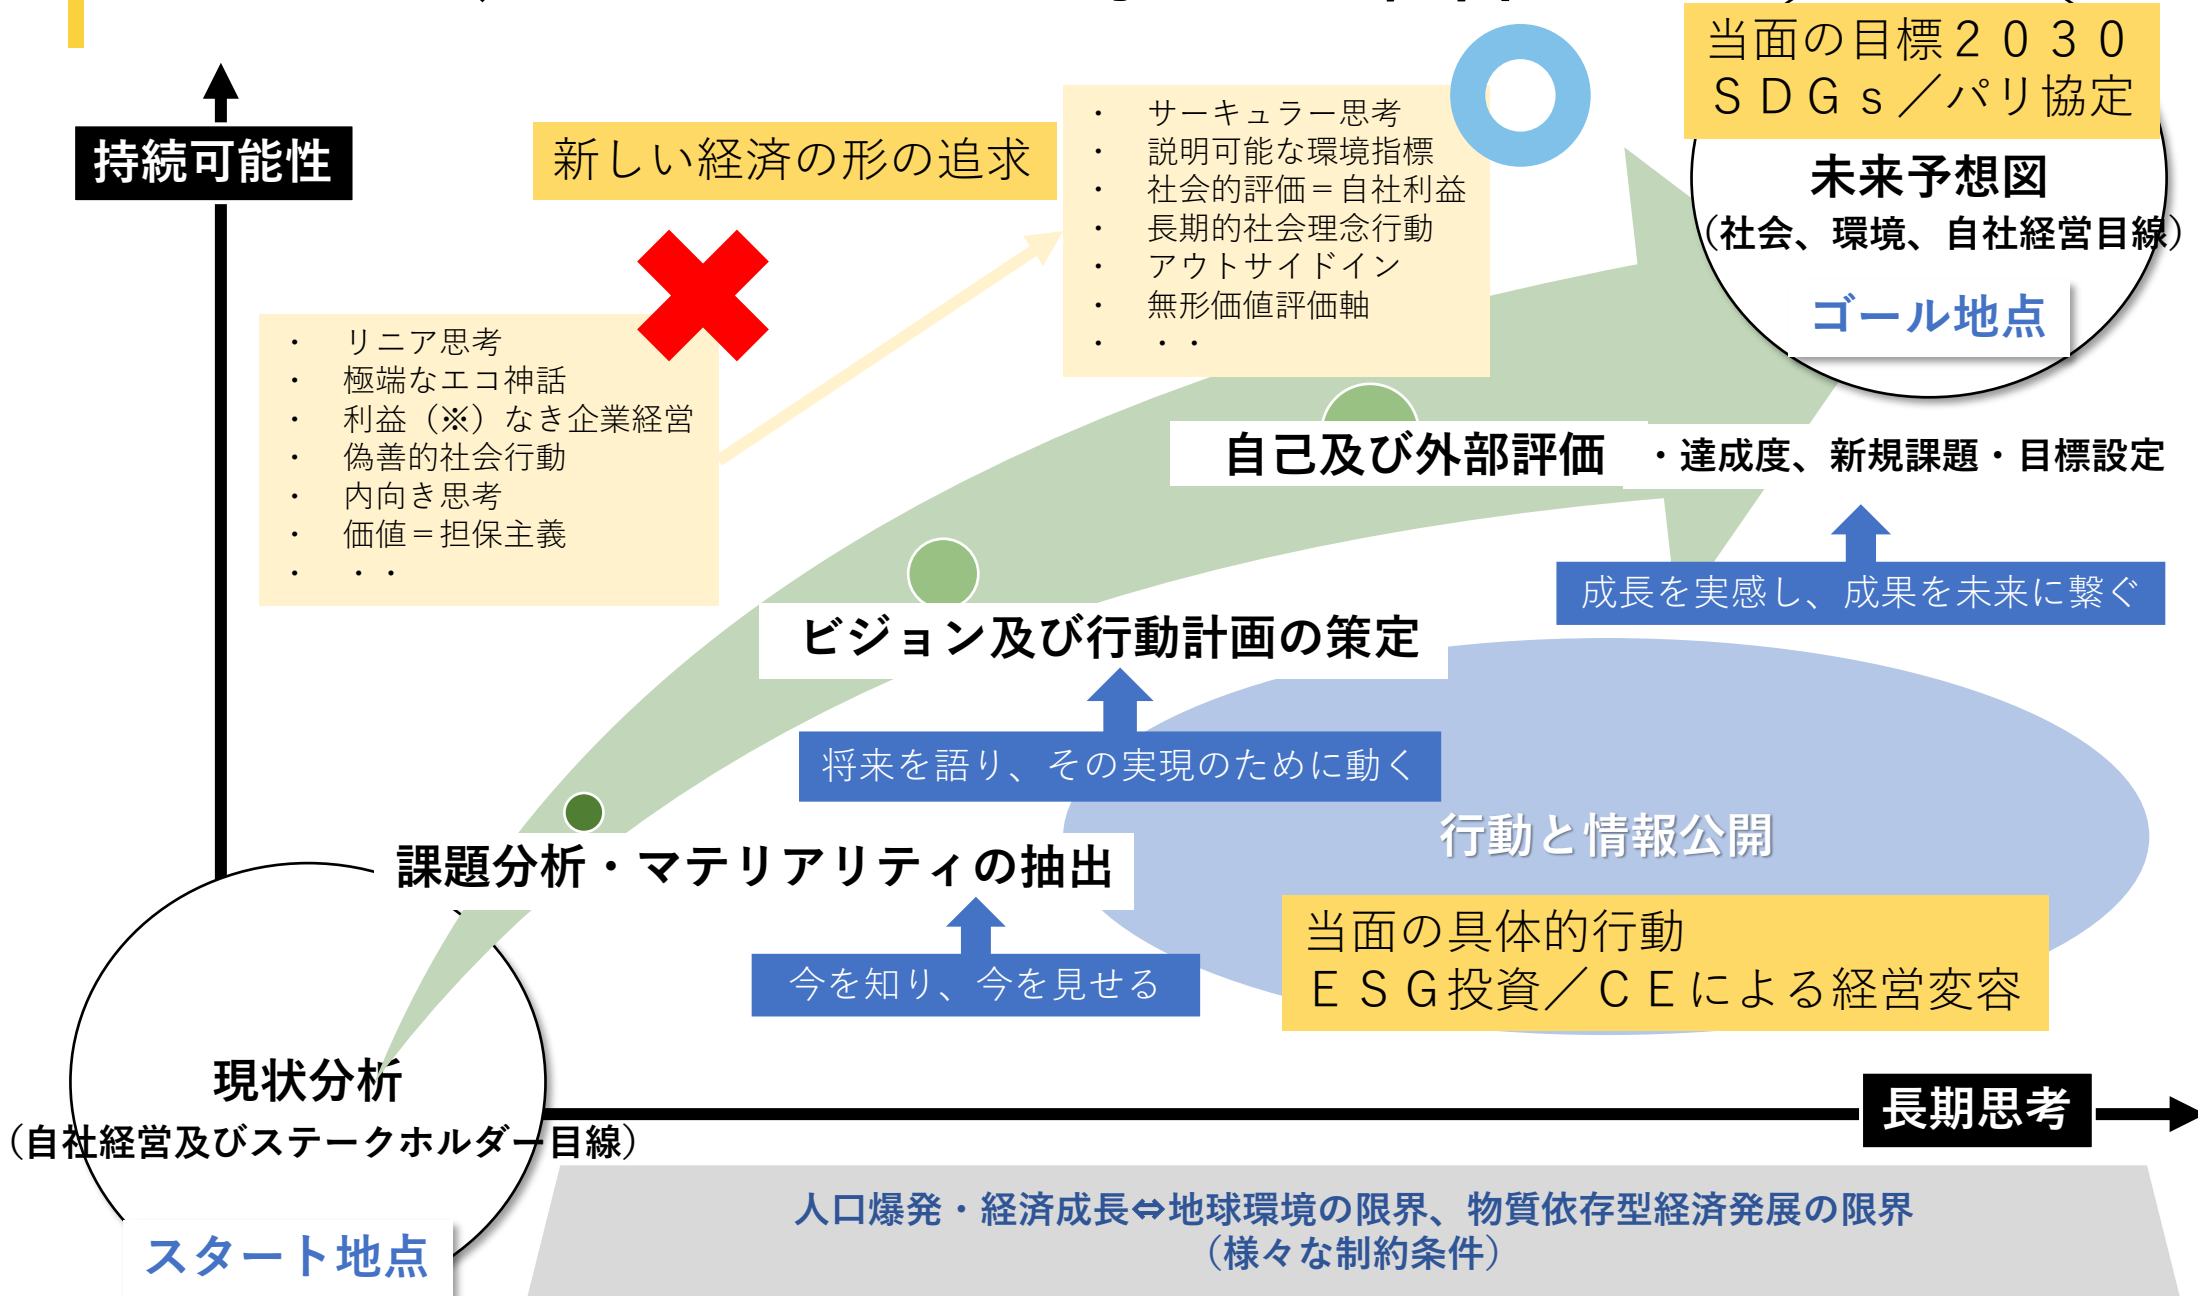 当面の目標２０３０
ＳＤＧｓ／パリ協定
持続可能性
新しい経済の形の追求
・ サーキュラー思考
・ 説明可能な環境指標
・ 社会的評価＝自社利益
・ 長期的社会理念行動
・ アウトサイドイン
・ 無形価値評価軸
・ ・・
未来予想図
（社会、環境、自社経営目線）
ゴール地点
・ リニア思考
・ 極端なエコ神話
・ 利益（※）なき企業経営
・ 偽善的社会行動
・ 内向き思考
・ 価値＝担保主義
・ ・・
自己及び外部評価
・達成度、新規課題・目標設定
成長を実感し、成果を未来に繋ぐ
ビジョン及び行動計画の策定
将来を語り、その実現のために動く
行動と情報公開
課題分析・マテリアリティの抽出
当面の具体的行動
ＥＳＧ投資／ＣＥによる経営変容
今を知り、今を見せる
現状分析
（自社経営及びステークホルダー目線）
スタート地点
長期思考
人口爆発・経済成長⇔地球環境の限界、物質依存型経済発展の限界
（様々な制約条件）